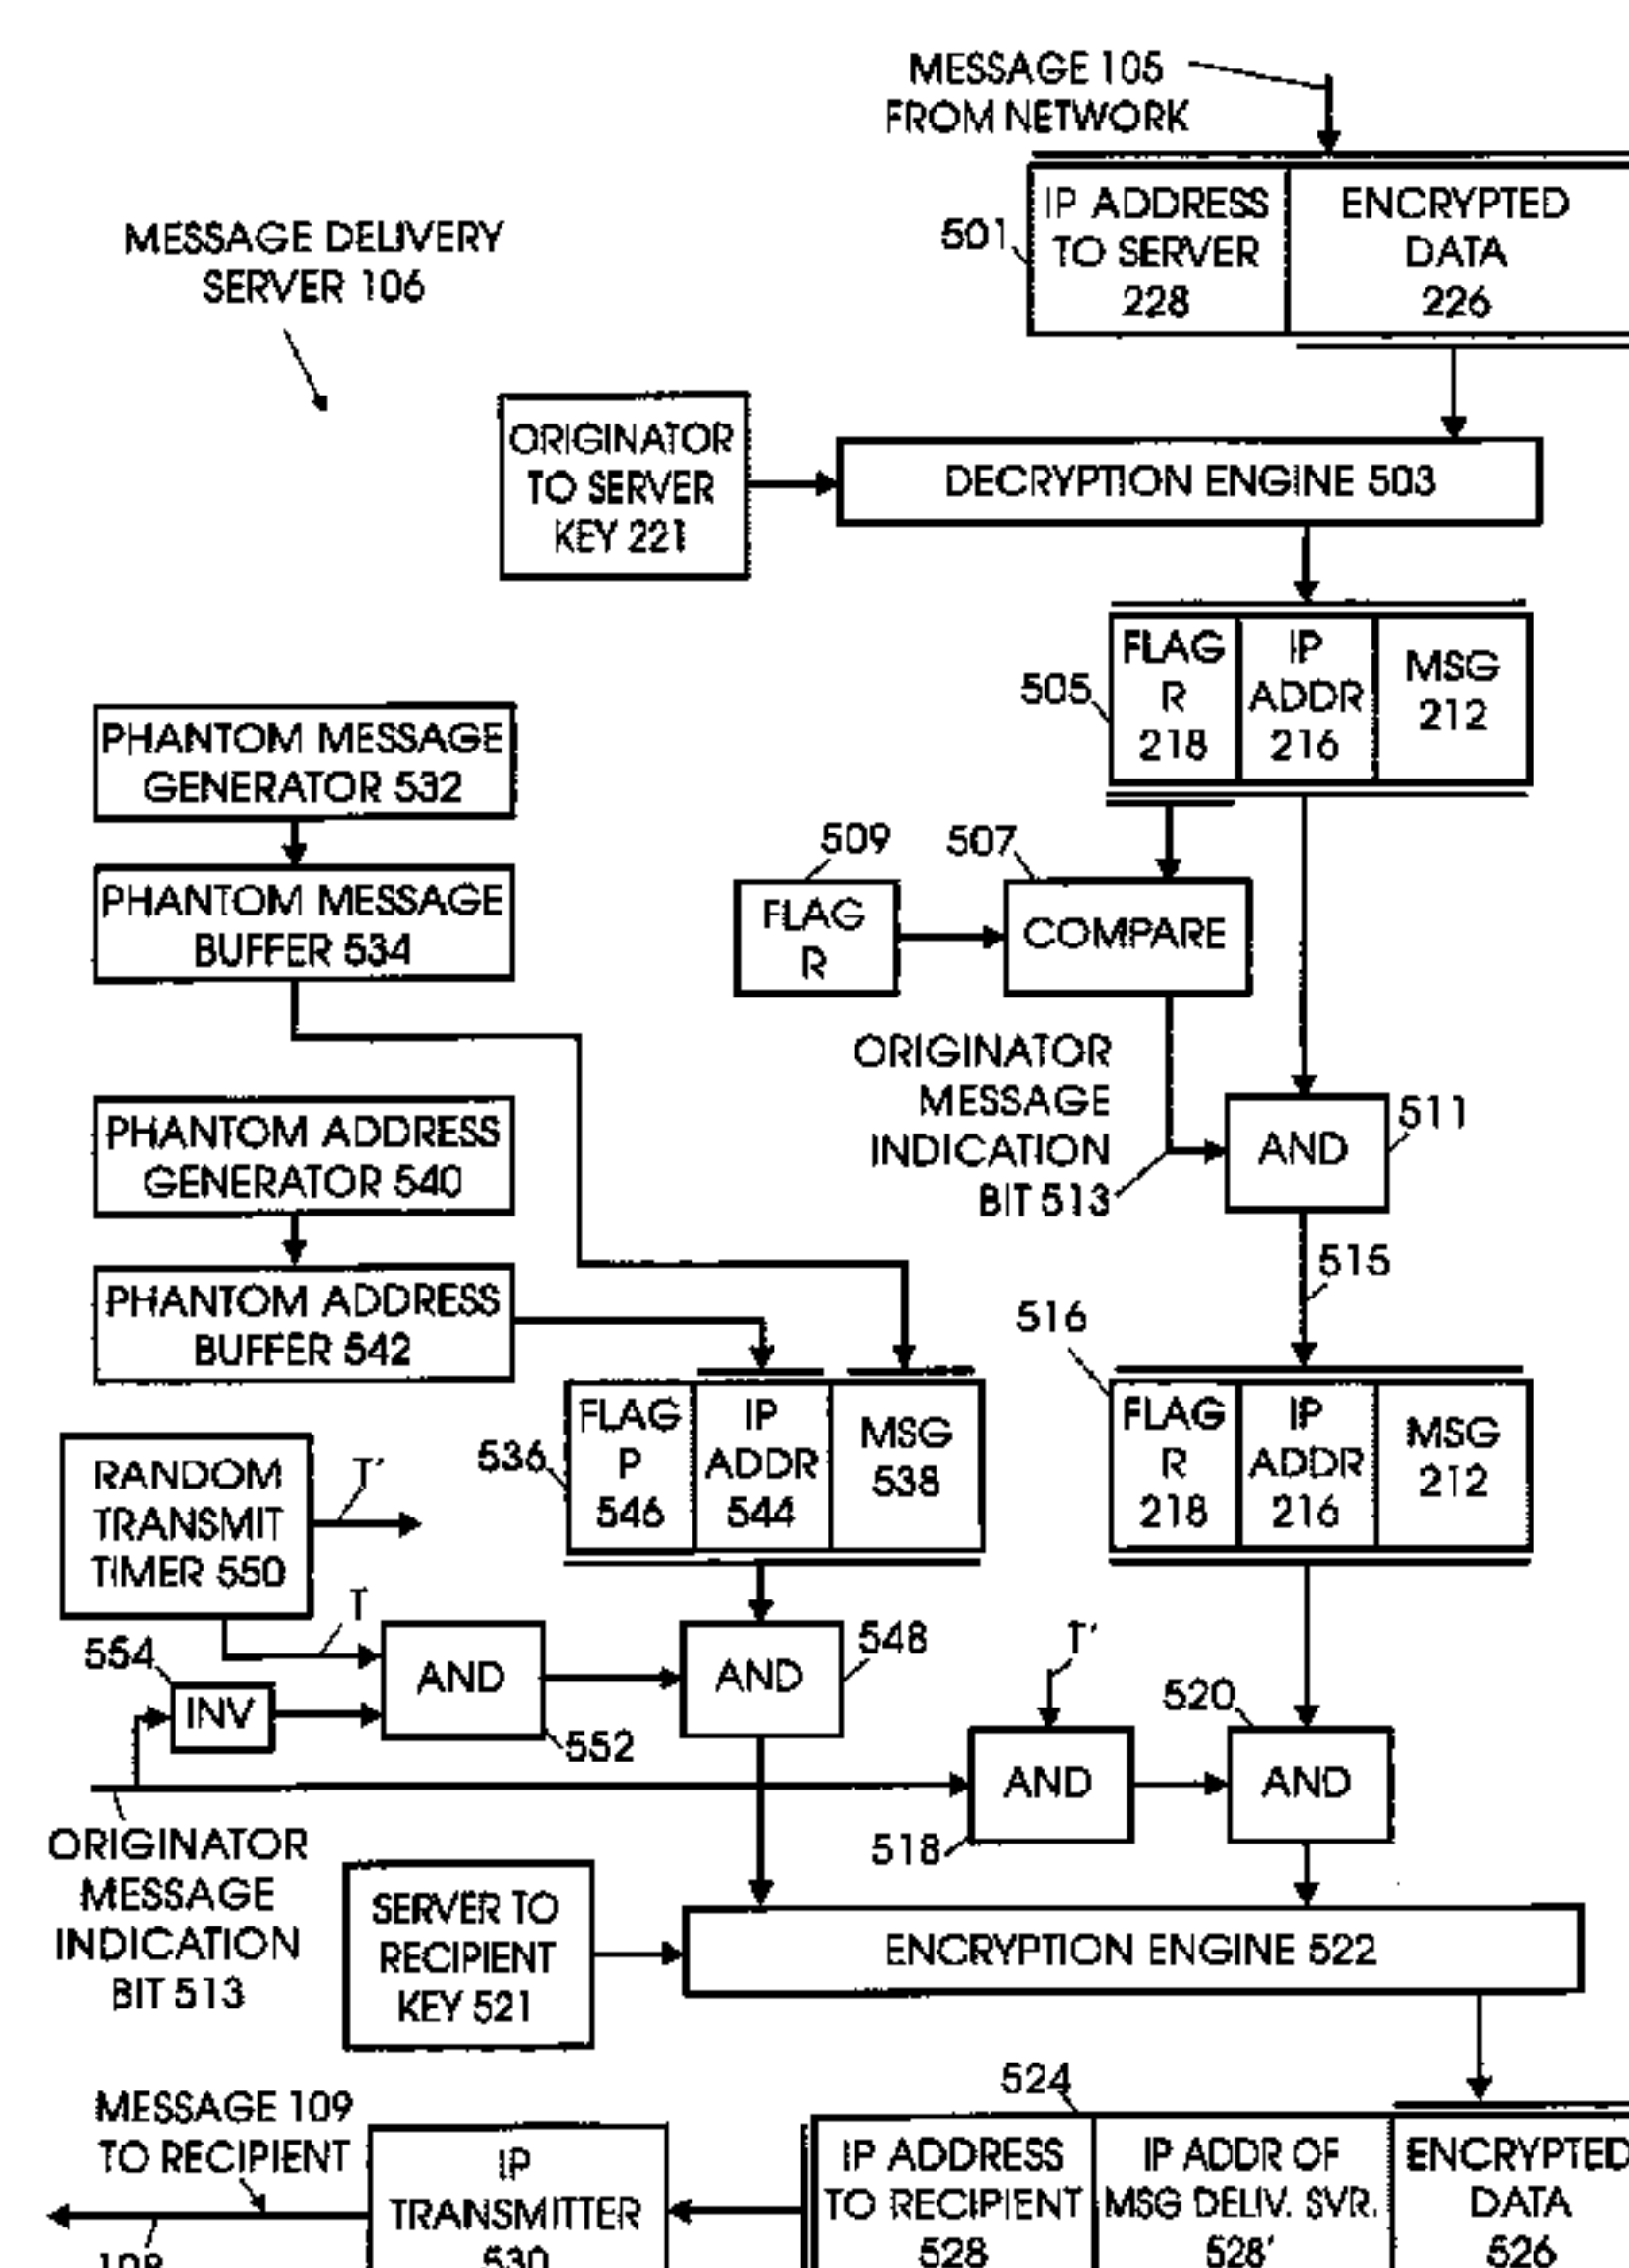 MESSAGE 105
FROM NETWORK
MESSAGE DELIVERY
SERVER 106
501
IP ADDRESS
TO SERVER
228
ENCRYPTED
DATA
226
ORIGINATOR
TO SERVER
KEY 221
DECRYPTION ENGINE 503
505
FLAG
R
218
IP
ADDR
216
MSG
212
PHANTOM MESSAGE
GENERATOR 532
PHANTOM MESSAGE
BUFFER 534
509
507
FLAG
R
COMPARE
ORIGINATOR
MESSAGE
INDICATION
BIT 513
AND
511
PHANTOM ADDRESS
GENERATOR 540
PHANTOM ADDRESS
BUFFER 542
515
516
536
FLAG
P
546
IP
ADDR
544
MSG
538
FLAG
R
218
IP
ADDR
216
MSG
212
RANDOM
TRANSMIT
TIMER 550
T'
T
554
INV
AND
552
AND
548
T'
520
AND
518
AND
ORIGINATOR
MESSAGE
INDICATION
BIT 513
SERVER TO
RECIPIENT
KEY 521
ENCRYPTION ENGINE 522
524
MESSAGE 109
TO RECIPIENT
108
IP
TRANSMITTER
530
IP ADDRESS
TO RECIPIENT
528
IP ADDR OF
MSG DELIV. SVR.
528'
ENCRYPTED
DATA
526